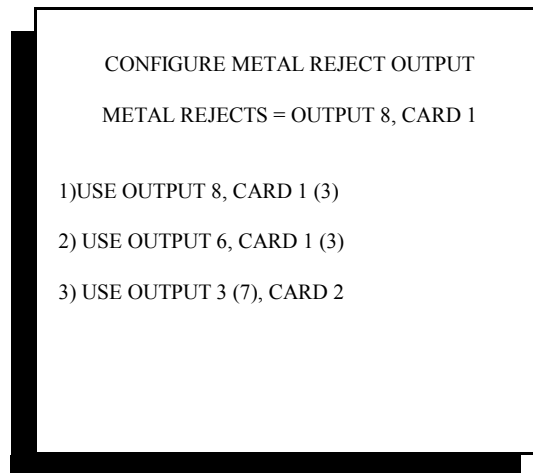 CONFIGURE METAL REJECT OUTPUT
METAL REJECTS = OUTPUT 8, CARD 1
1)USE OUTPUT 8, CARD 1 (3)
2) USE OUTPUT 6, CARD 1 (3)
3) USE OUTPUT 3 (7), CARD 2